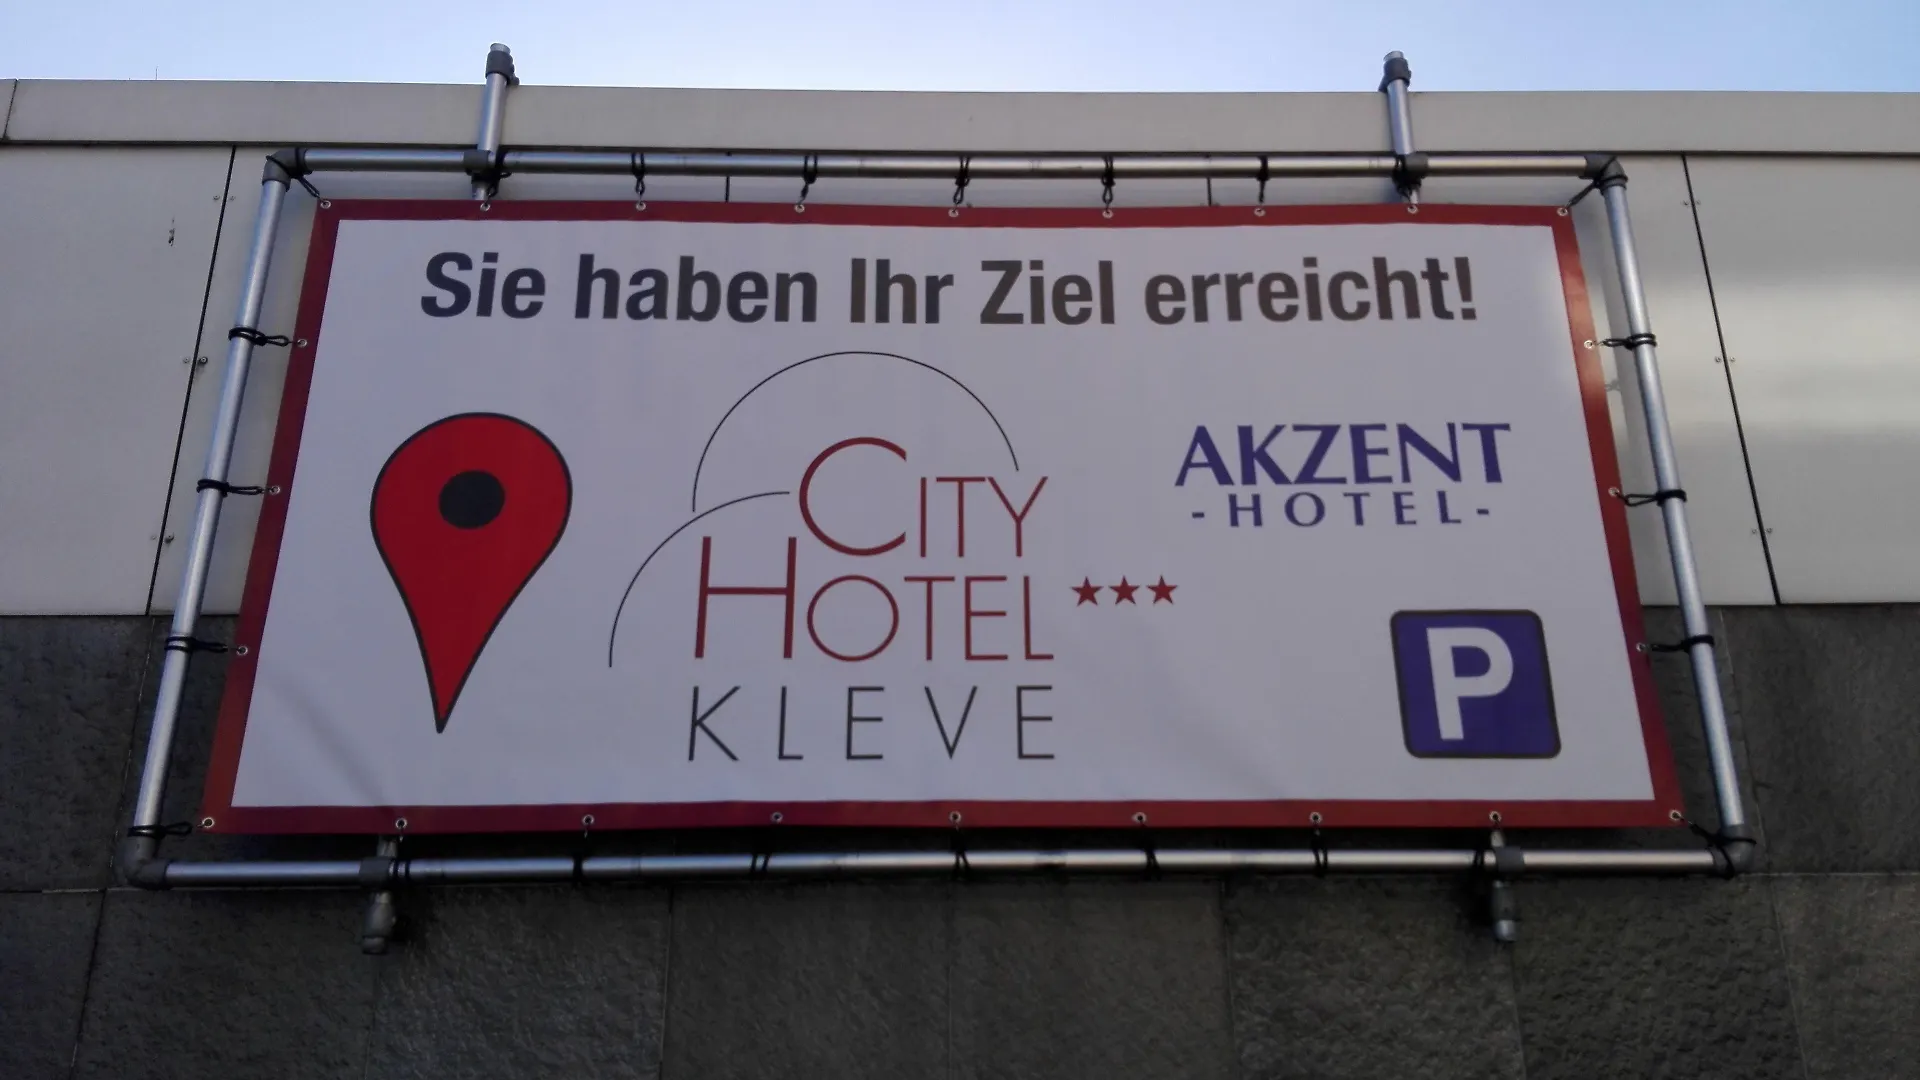 Sie haben Ihr Ziel erreicht!
CITY
HOTEL ★★★
KLEVE
AKZENT
-HOTEL-
P